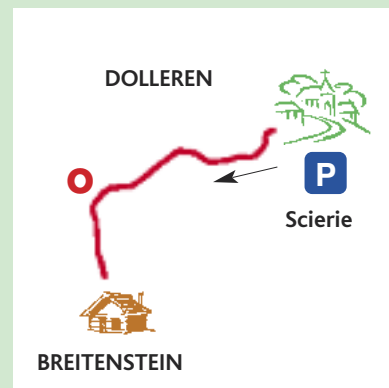 DOLLEREN
O
P
Scierie
BREITENSTEIN